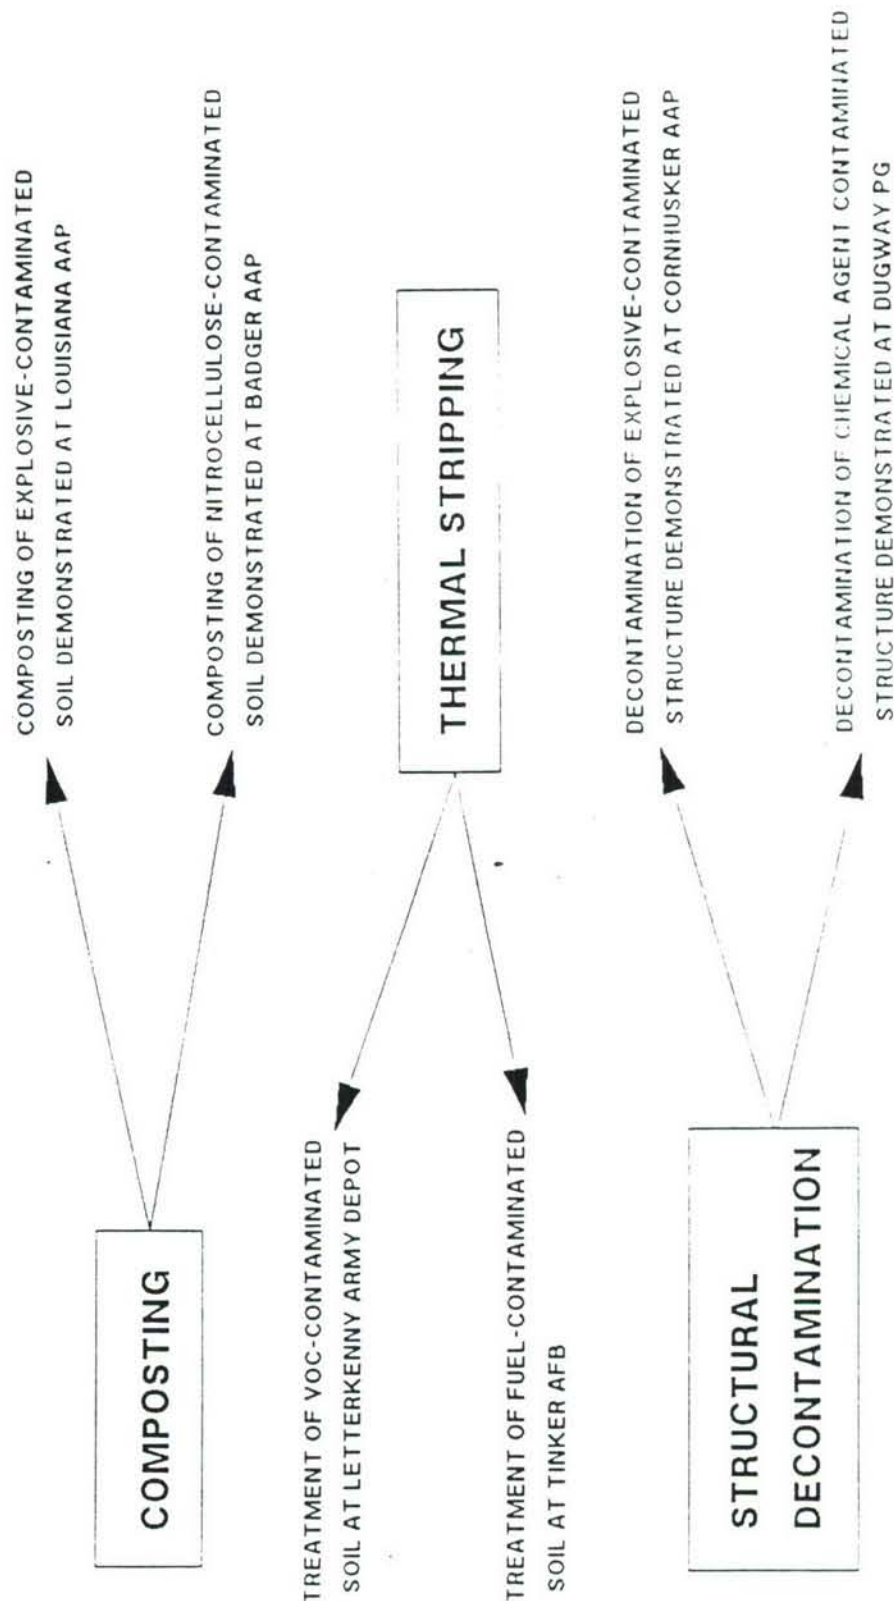 COMPOSTING
COMPOSTING OF EXPLOSIVE-CONTAMINATED
SOIL DEMONSTRATED AT LOUISIANA AAP
COMPOSTING OF NITROCELLULOSE-CONTAMINATED
SOIL DEMONSTRATED AT BADGER AAP
THERMAL STRIPPING
TREATMENT OF VOC-CONTAMINATED
SOIL AT LETTERKENNY ARMY DEPOT
TREATMENT OF FUEL-CONTAMINATED
SOIL AT TINKER AFB
STRUCTURAL
DECONTAMINATION
DECONTAMINATION OF EXPLOSIVE-CONTAMINATED
STRUCTURE DEMONSTRATED AT CORNHUSKER AAP
DECONTAMINATION OF CHEMICAL AGENT CONTAMINATED
STRUCTURE DEMONSTRATED AT DUGWAY PG